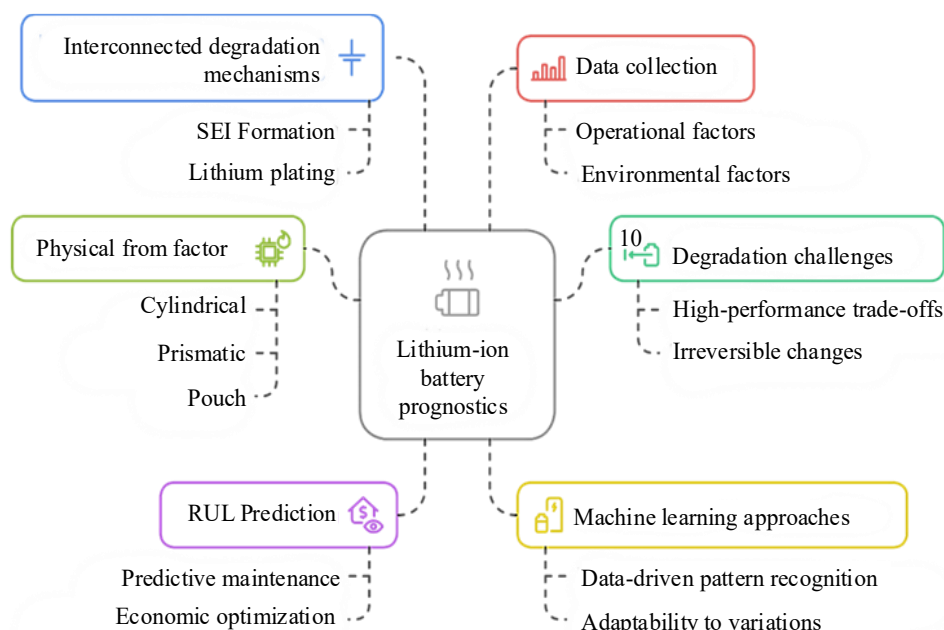 Interconnected degradation
mechanisms
SEI Formation
Lithium plating
Data collection
Operational factors
Environmental factors
Physical from factor
Cylindrical
Prismatic
Pouch
10
Degradation challenges
High-performance trade-offs
Irreversible changes
Lithium-ion
battery
prognostics
RUL Prediction
$
Predictive maintenance
Economic optimization
Machine learning approaches
Data-driven pattern recognition
Adaptability to variations